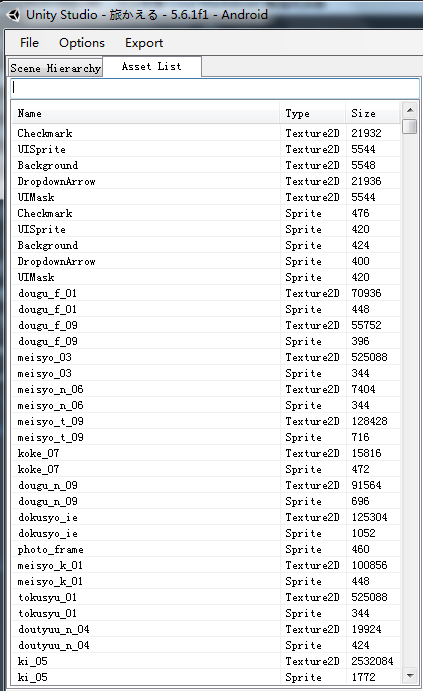 Unity Studio - 旅かえる - 5.6.1f1 - Android
File Options Export
Scene Hierarchy Asset List
Name Type Size
Checkmark Texture2D 21932
UISprite Texture2D 5544
Background Texture2D 5548
DropdownArrow Texture2D 21936
UIMask Texture2D 5544
Checkmark Sprite 476
UISprite Sprite 420
Background Sprite 424
DropdownArrow Sprite 400
UIMask Sprite 420
dougu_f_01 Texture2D 70936
dougu_f_01 Sprite 448
dougu_f_09 Texture2D 55752
dougu_f_09 Sprite 396
meisyo_03 Texture2D 525088
meisyo_03 Sprite 344
meisyo_n_06 Texture2D 7404
meisyo_n_06 Sprite 344
meisyo_t_09 Texture2D 128428
meisyo_t_09 Sprite 716
koke_07 Texture2D 15816
koke_07 Sprite 472
dougu_n_09 Texture2D 91564
dougu_n_09 Sprite 696
dokusyo_ie Texture2D 125304
dokusyo_ie Sprite 1052
photo_frame Sprite 460
meisyo_k_01 Texture2D 100856
meisyo_k_01 Sprite 448
tokusyu_01 Texture2D 525088
tokusyu_01 Sprite 344
doutyuu_n_04 Texture2D 19924
doutyuu_n_04 Sprite 424
ki_05 Texture2D 2532084
ki_05 Sprite 1772